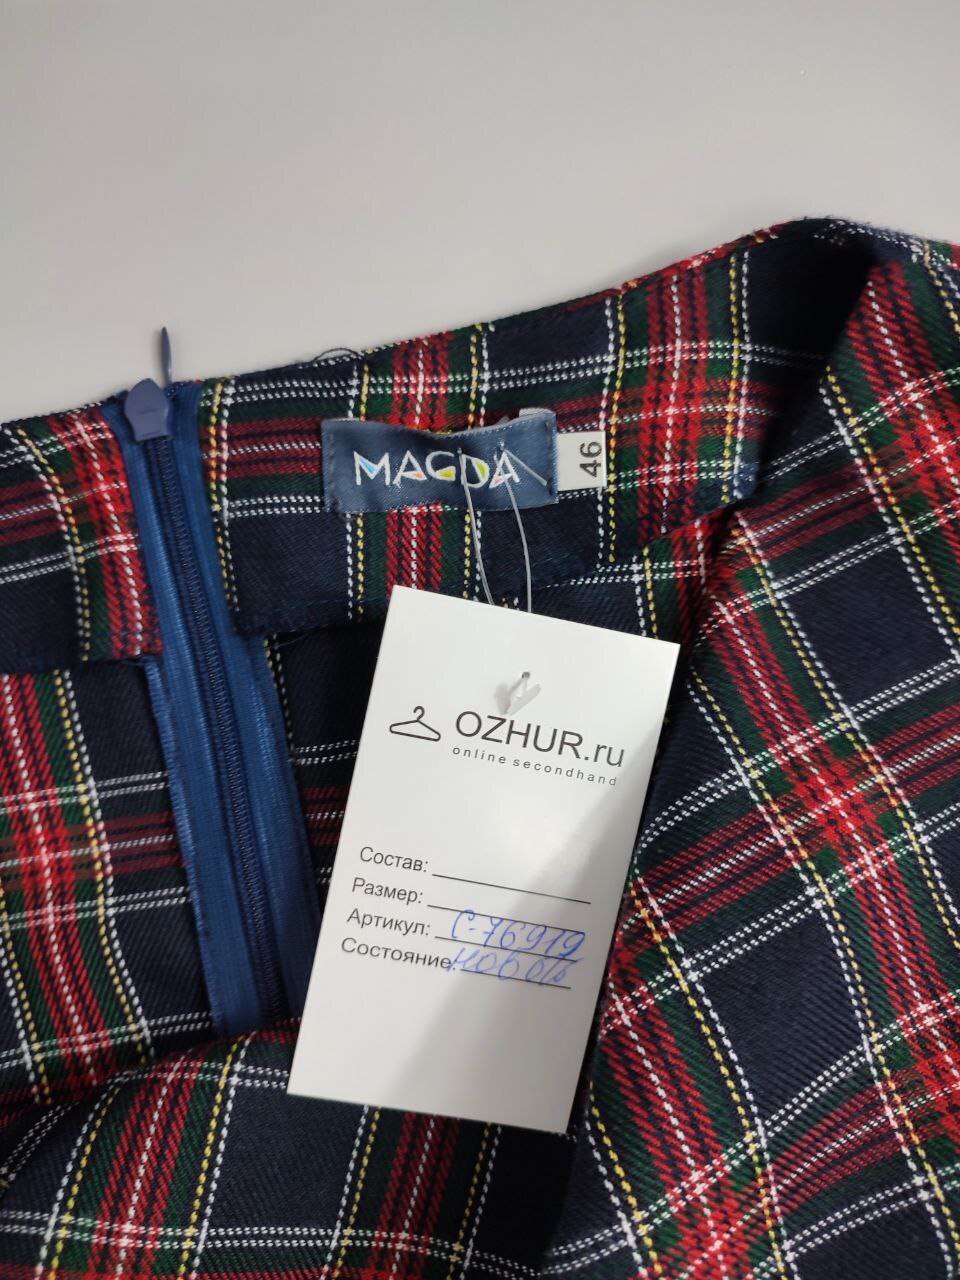 MAGDA
46
OZHUR.ru
online secondhand
Состав:
Размер:
Артикул: С-76919
Состояние: новое